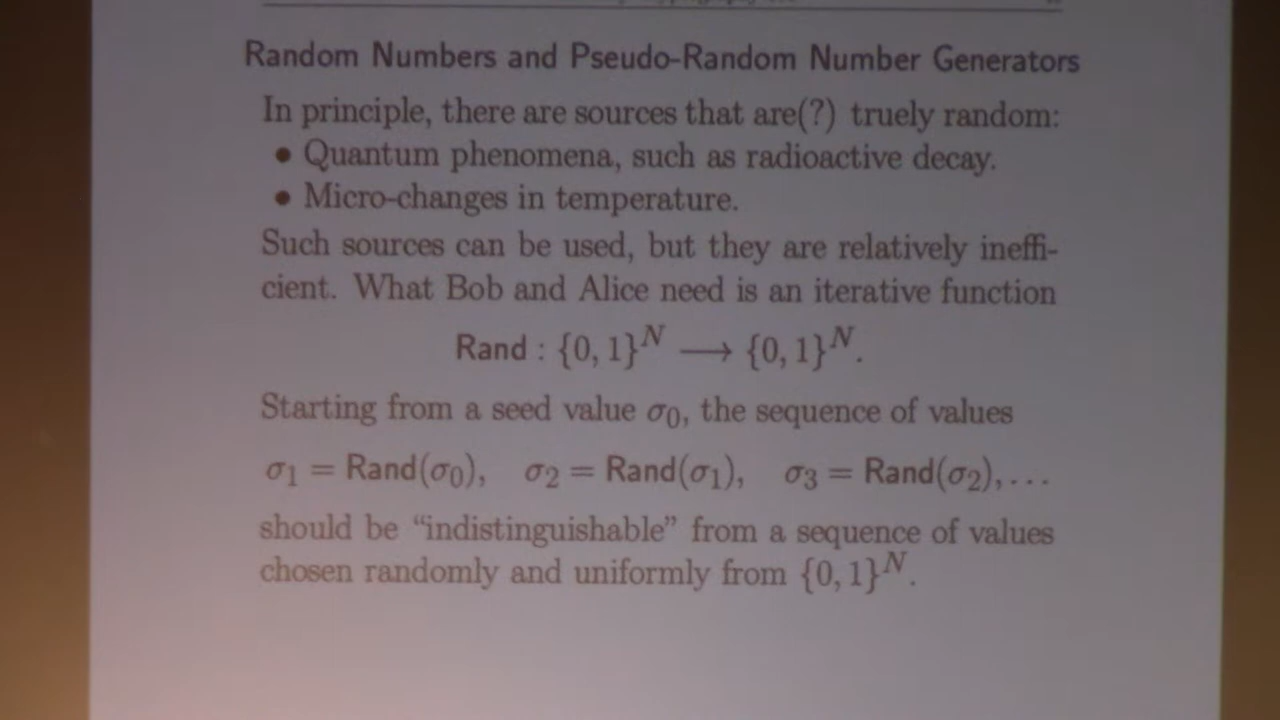 Random Numbers and Pseudo-Random Number Generators
In principle, there are sources that are(?) truely random:
• Quantum phenomena, such as radioactive decay.
• Micro-changes in temperature.
Such sources can be used, but they are relatively ineffi-
cient. What Bob and Alice need is an iterative function
Rand : {0, 1}^N ⟶ {0, 1}^N.
Starting from a seed value σ₀, the sequence of values
σ₁ = Rand(σ₀), σ₂ = Rand(σ₁), σ₃ = Rand(σ₂), . . .
should be “indistinguishable” from a sequence of values
chosen randomly and uniformly from {0, 1}^N.